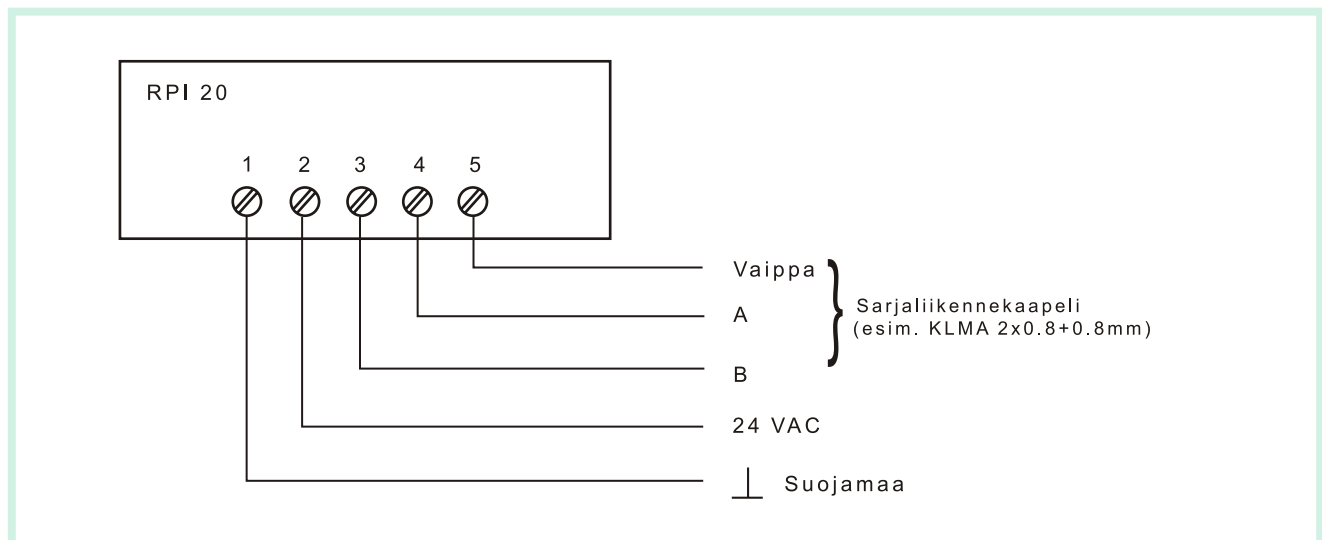 RPI 20
1 2 3 4 5
Vaippa
A
B
Sarjaliikennekaapeli
(esim. KLMA 2x0.8+0.8mm)
24 VAC
Suojamaa